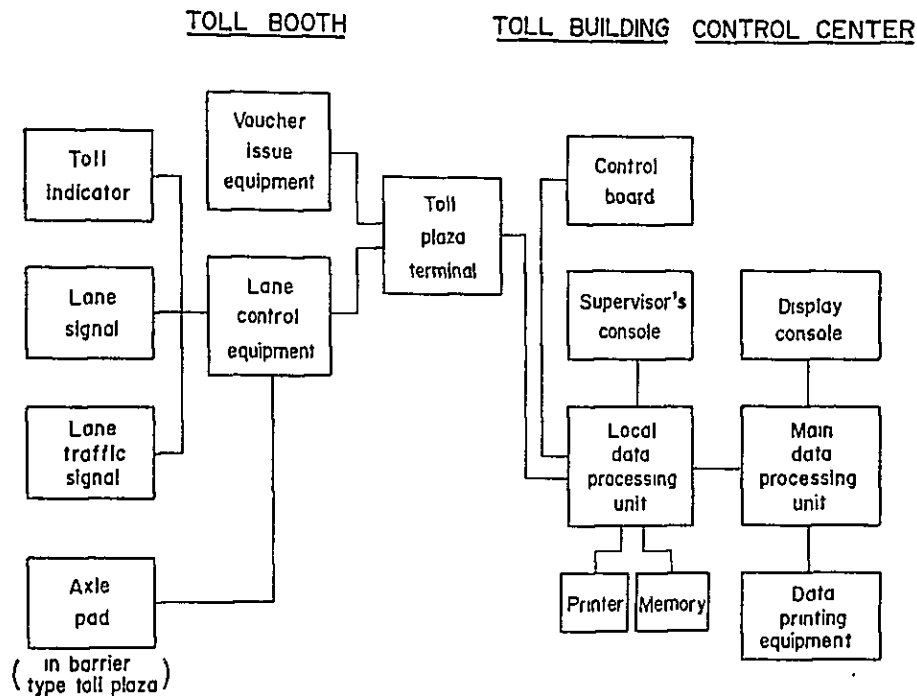 TOLL BOOTH
TOLL BUILDING
CONTROL CENTER
Toll
indicator
Voucher
issue
equipment
Lane
signal
Lane
control
equipment
Lane
traffic
signal
Axle
pad
(in barrier
type toll plaza)
Toll
plaza
terminal
Control
board
Supervisor's
console
Local
data
processing
unit
Printer
Memory
Display
console
Main
data
processing
unit
Data
printing
equipment